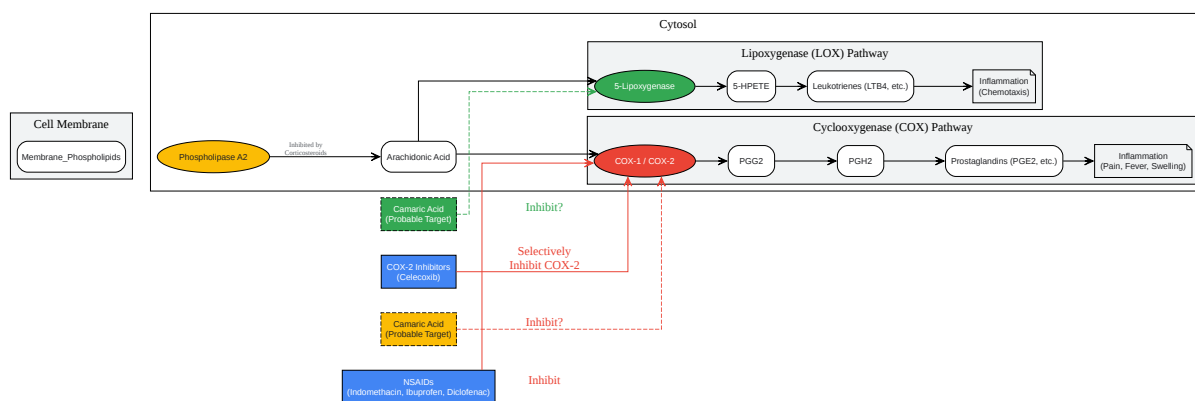 Cytosol
Lipoxygenase (LOX) Pathway
5-Lipoxygenase
5-HPETE
Leukotrienes (LTB4, etc.)
Inflammation
(Chemotaxis)
Cell Membrane
Membrane_Phospholipids
Phospholipase A2
Inhibited by
Corticosteroids
Arachidonic Acid
Cyclooxygenase (COX) Pathway
COX-1 / COX-2
PGG2
PGH2
Prostaglandins (PGE2, etc.)
Inflammation
(Pain, Fever, Swelling)
Camaric Acid
(Probable Target)
Inhibit?
COX-2 Inhibitors
(Celecoxib)
Selectively
Inhibit COX-2
Camaric Acid
(Probable Target)
Inhibit?
NSAIDs
(Indomethacin, Ibuprofen, Diclofenac)
Inhibit